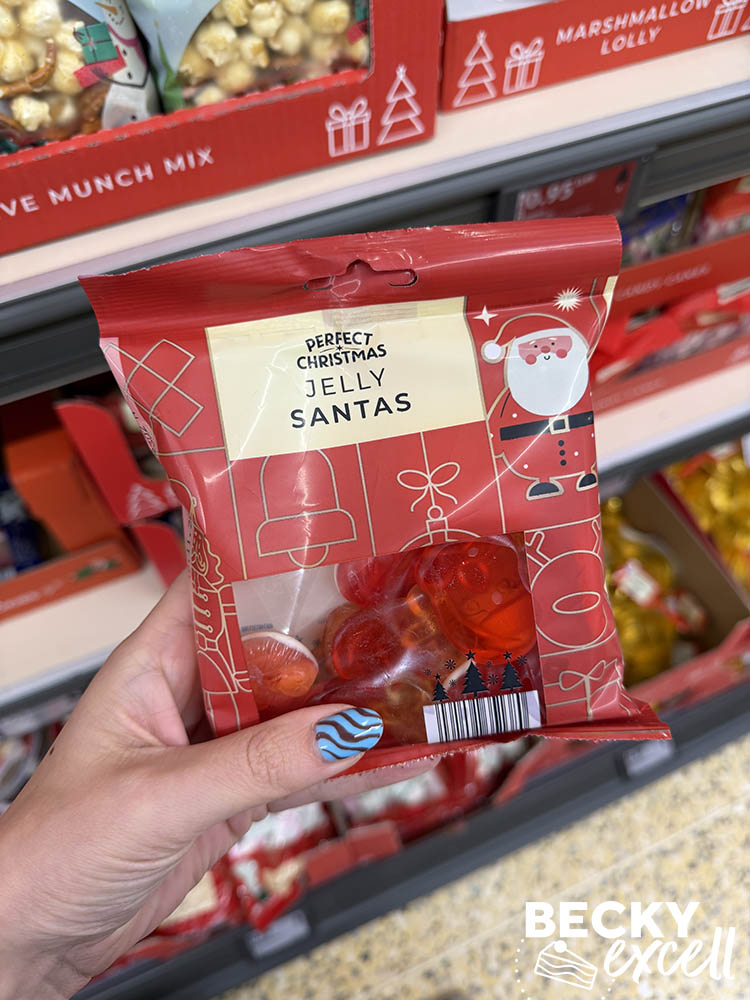 MARSHMALLOW
LOLLY
VE MUNCH MIX
PERFECT
CHRISTMAS
JELLY
SANTAS
BECKY
excell